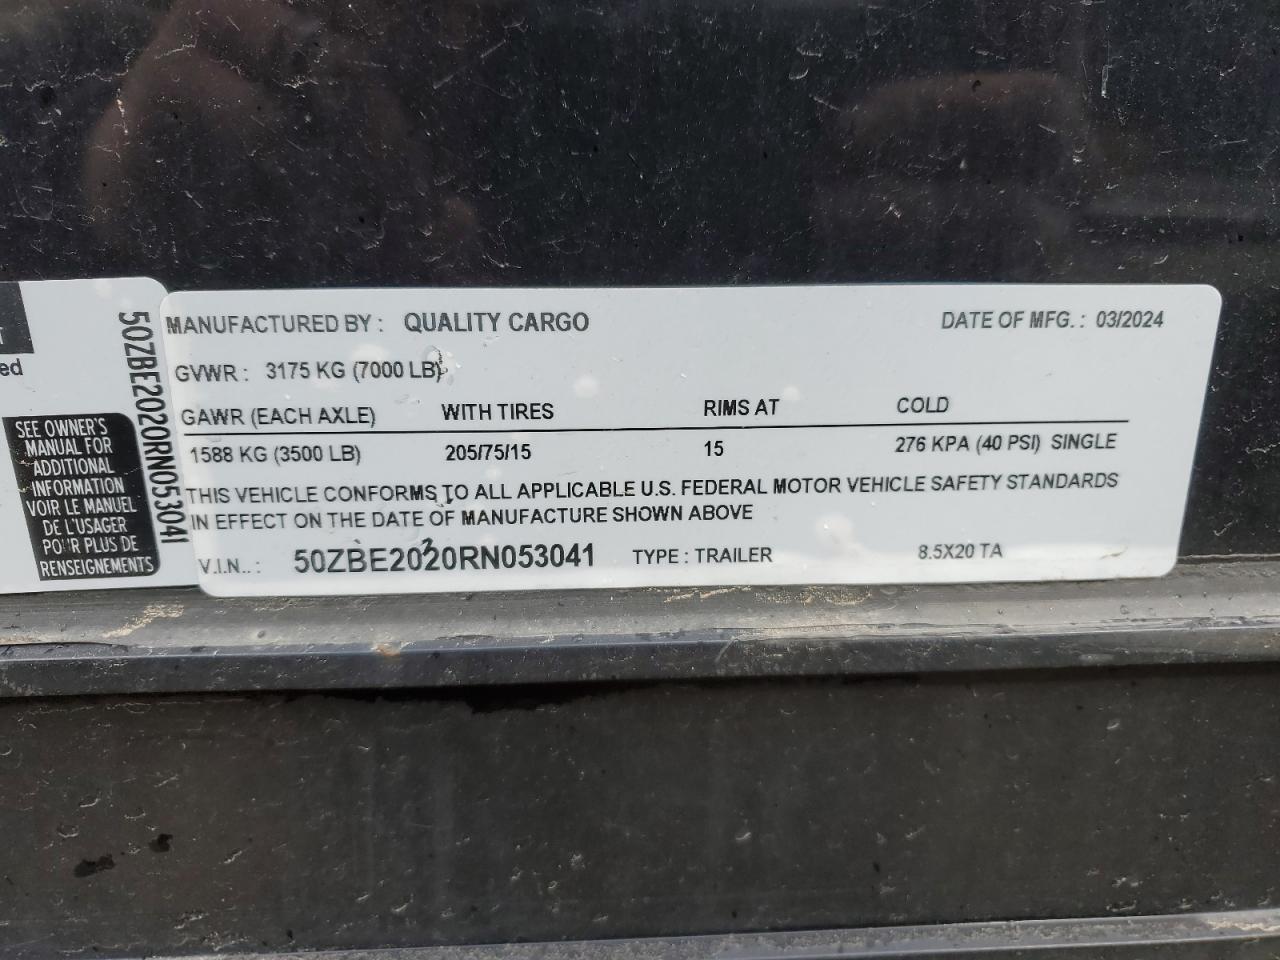 ed
SEE OWNER'S
MANUAL FOR
ADDITIONAL
INFORMATION
VOIR LE MANUEL
DE L'USAGER
POUR PLUS DE
RENSEIGNEMENTS
50ZBE2020RN053041
MANUFACTURED BY : QUALITY CARGO DATE OF MFG. : 03/2024
GVWR : 3175 KG (7000 LB)
GAWR (EACH AXLE) WITH TIRES RIMS AT COLD
1588 KG (3500 LB) 205/75/15 15 276 KPA (40 PSI) SINGLE
THIS VEHICLE CONFORMS TO ALL APPLICABLE U.S. FEDERAL MOTOR VEHICLE SAFETY STANDARDS
IN EFFECT ON THE DATE OF MANUFACTURE SHOWN ABOVE
V.I.N.. : 50ZBE2020RN053041 TYPE : TRAILER 8.5X20 TA